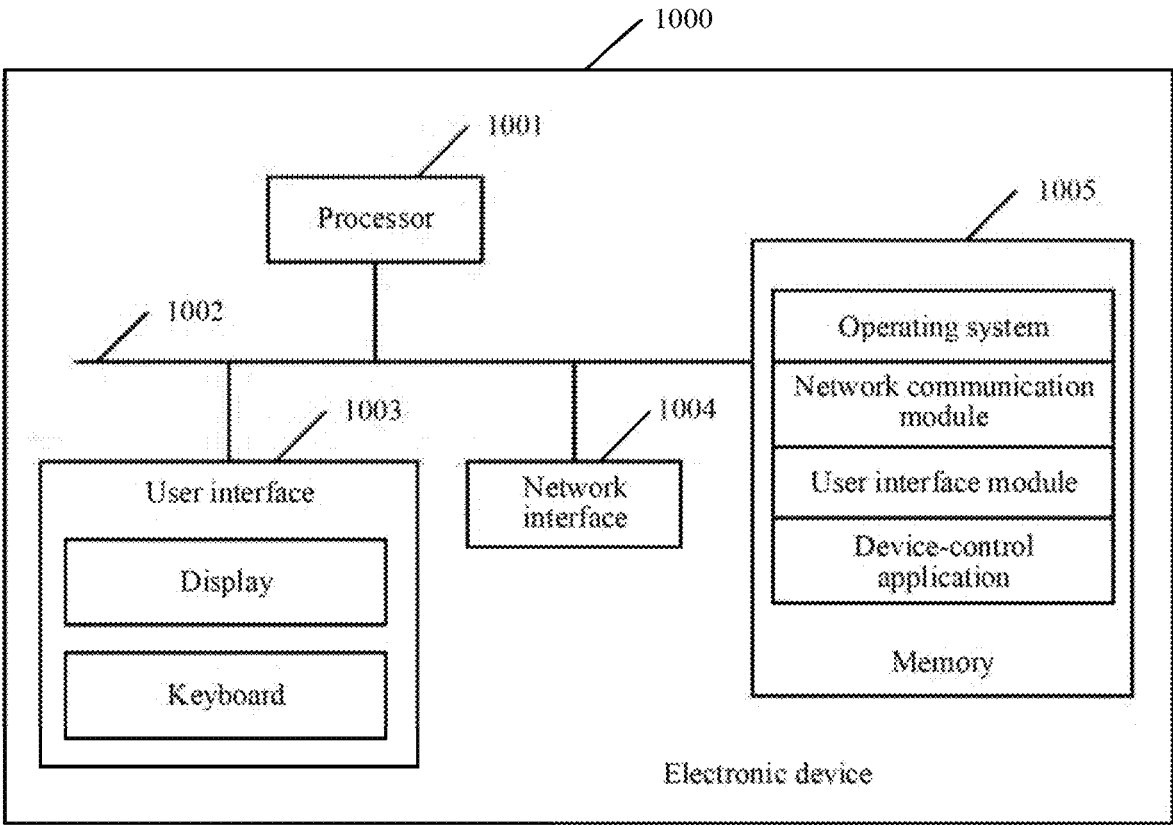 1000
1001
Processor
1005
1002
Operating system
Network communication
module
1003
1004
User interface
Network
interface
User interface module
Display
Device-control
application
Keyboard
Memory
Electronic device